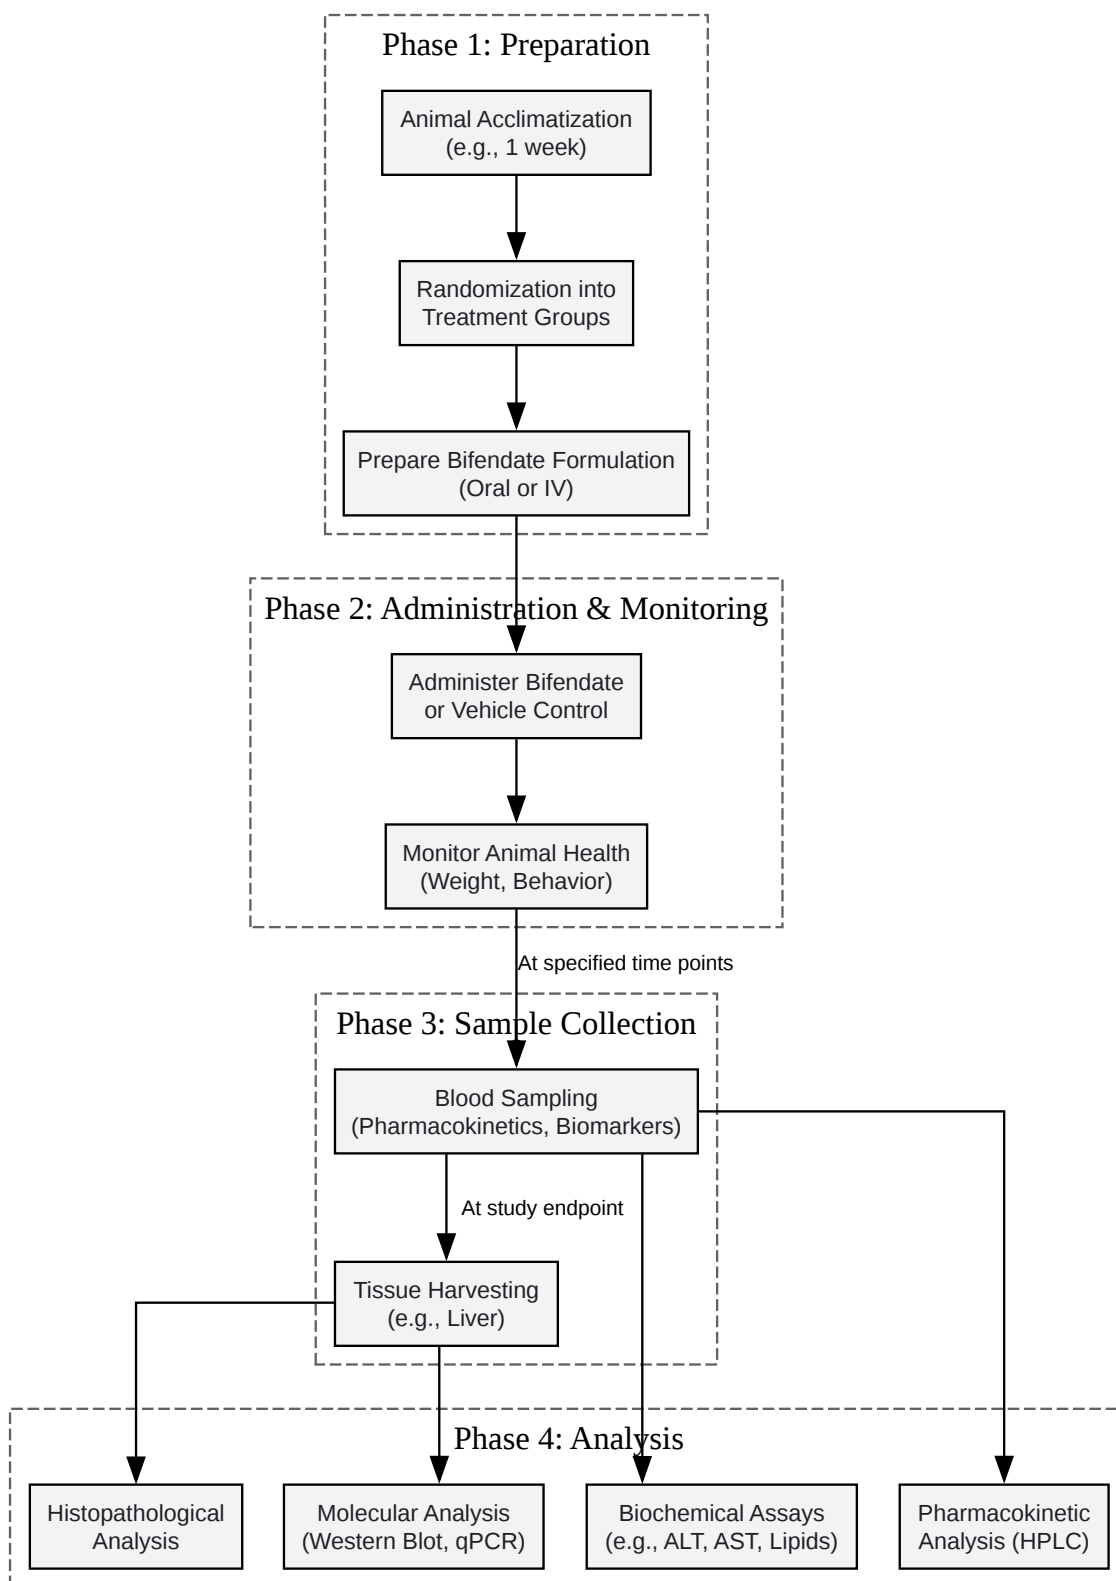 Phase 1: Preparation
Animal Acclimatization
(e.g., 1 week)
Randomization into
Treatment Groups
Prepare Bifendate Formulation
(Oral or IV)
Phase 2: Administration & Monitoring
Administer Bifendate
or Vehicle Control
Monitor Animal Health
(Weight, Behavior)
At specified time points
Phase 3: Sample Collection
Blood Sampling
(Pharmacokinetics, Biomarkers)
At study endpoint
Tissue Harvesting
(e.g., Liver)
Phase 4: Analysis
Histopathological
Analysis
Molecular Analysis
(Western Blot, qPCR)
Biochemical Assays
(e.g., ALT, AST, Lipids)
Pharmacokinetic
Analysis (HPLC)